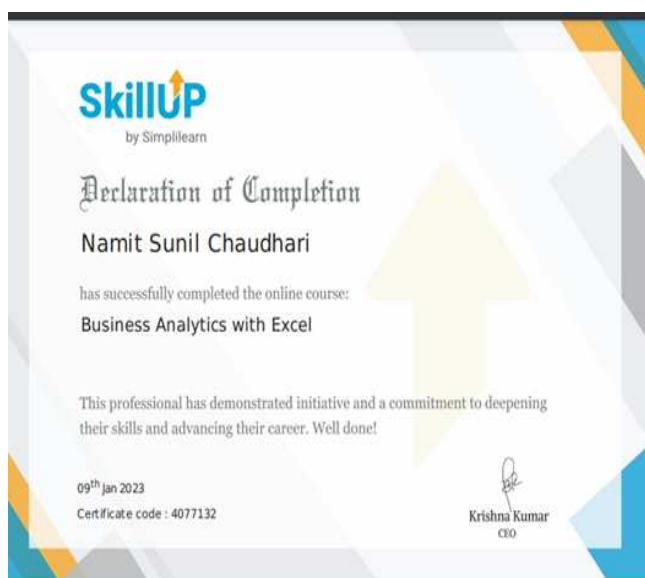 SkillUP
by Simplilearn
Declaration of Completion
Namit Sunil Chaudhari
has successfully completed the online course:
Business Analytics with Excel
This professional has demonstrated initiative and a commitment to deepening
their skills and advancing their career. Well done!
09th Jan 2023
Certificate code : 4077132
Krishna Kumar
CEO